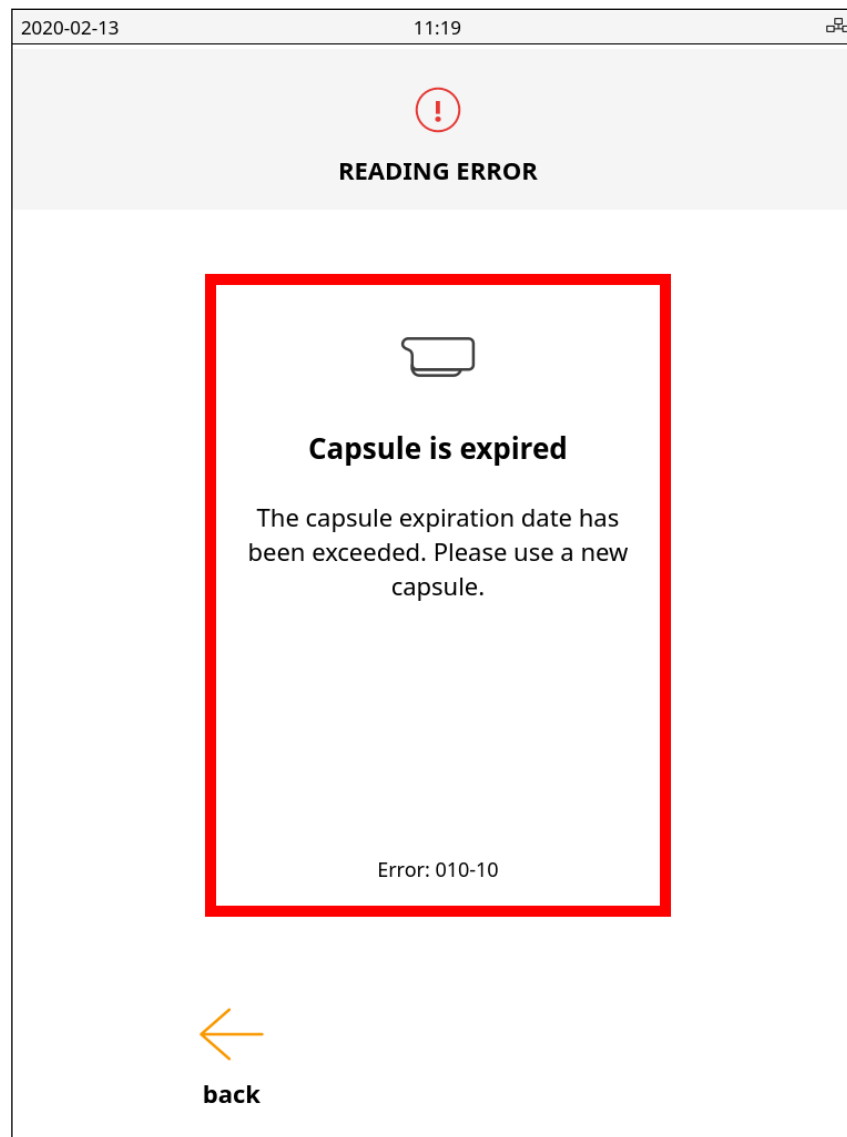 2020-02-13 11:19
READING ERROR
Capsule is expired
The capsule expiration date has
been exceeded. Please use a new
capsule.
Error: 010-10
back